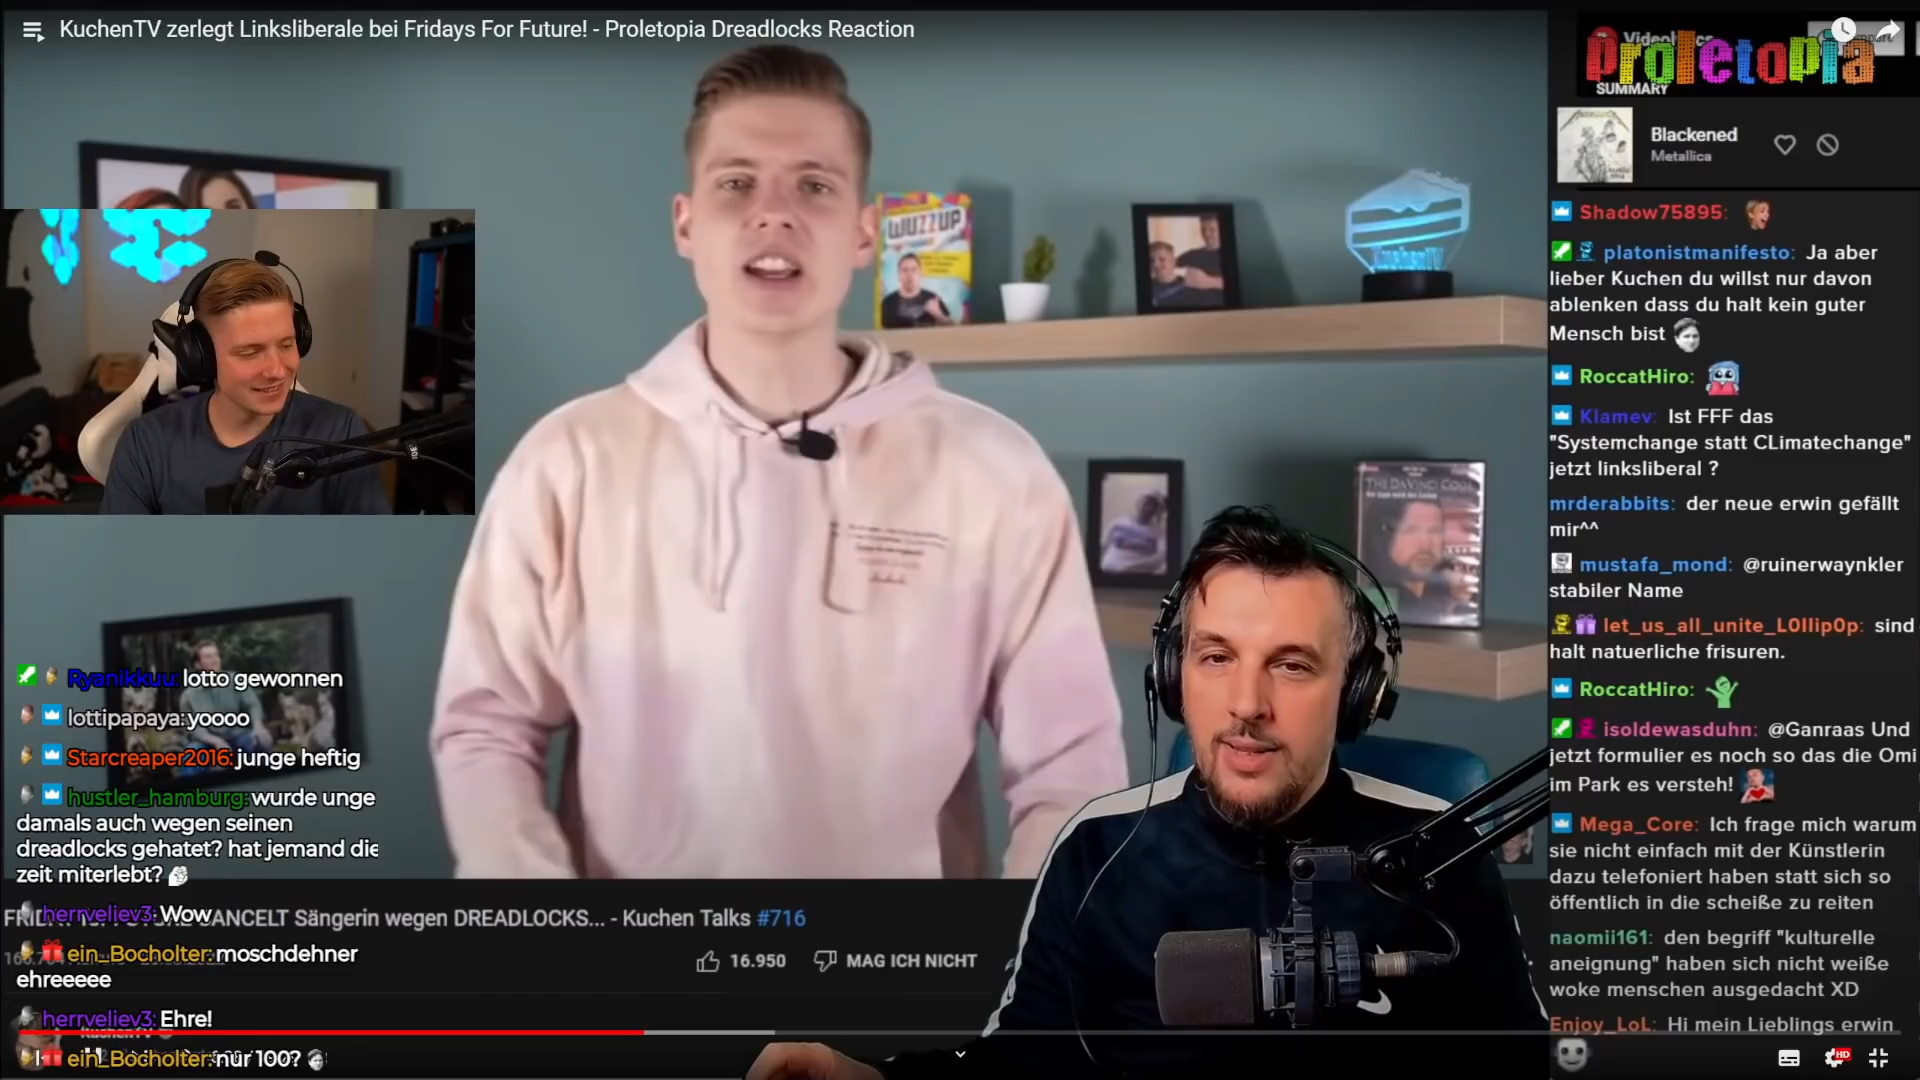 KuchenTV zerlegt Linksliberale bei Fridays For Future! - Proletopia Dreadlocks Reaction
Proletopia
SUMMARY
Blackened
Metallica
WUZZUP
KuchenTV
THE DA VINCI CODE
Shadow75895:
platonistmanifesto: Ja aber
lieber Kuchen du willst nur davon
ablenken dass du halt kein guter
Mensch bist
RoccatHiro:
Klamev: Ist FFF das
"Systemchange statt CLimatechange"
jetzt linksliberal ?
mrderabbits: der neue erwin gefällt
mir^^
mustafa_mond: @ruinerwaynkler
stabiler Name
let_us_all_unite_L0llip0p: sind
halt natuerliche frisuren.
RoccatHiro:
isoldewasduhn: @Ganraas Und
jetzt formulier es noch so das die Omi
im Park es versteh!
Mega_Core: Ich frage mich warum
sie nicht einfach mit der Künstlerin
dazu telefoniert haben statt sich so
öffentlich in die scheiße zu reiten
naomii161: den begriff "kulturelle
aneignung" haben sich nicht weiße
woke menschen ausgedacht XD
Enjoy_LoL: Hi mein Lieblings erwin
Ryanikkuu: lotto gewonnen
lottipapaya: yoooo
Starcreaper2016: junge heftig
hustler_hamburg: wurde unge
damals auch wegen seinen
dreadlocks gehatet? hat jemand die
zeit miterlebt?
herrveliev3: Wow
CANCELT Sängerin wegen DREADLOCKS... - Kuchen Talks #716
ein_Bocholter: moschdehner
ehreeeee
16.950 MAG ICH NICHT
herrveliev3: Ehre!
ein_Bocholter: nur 100?
HD